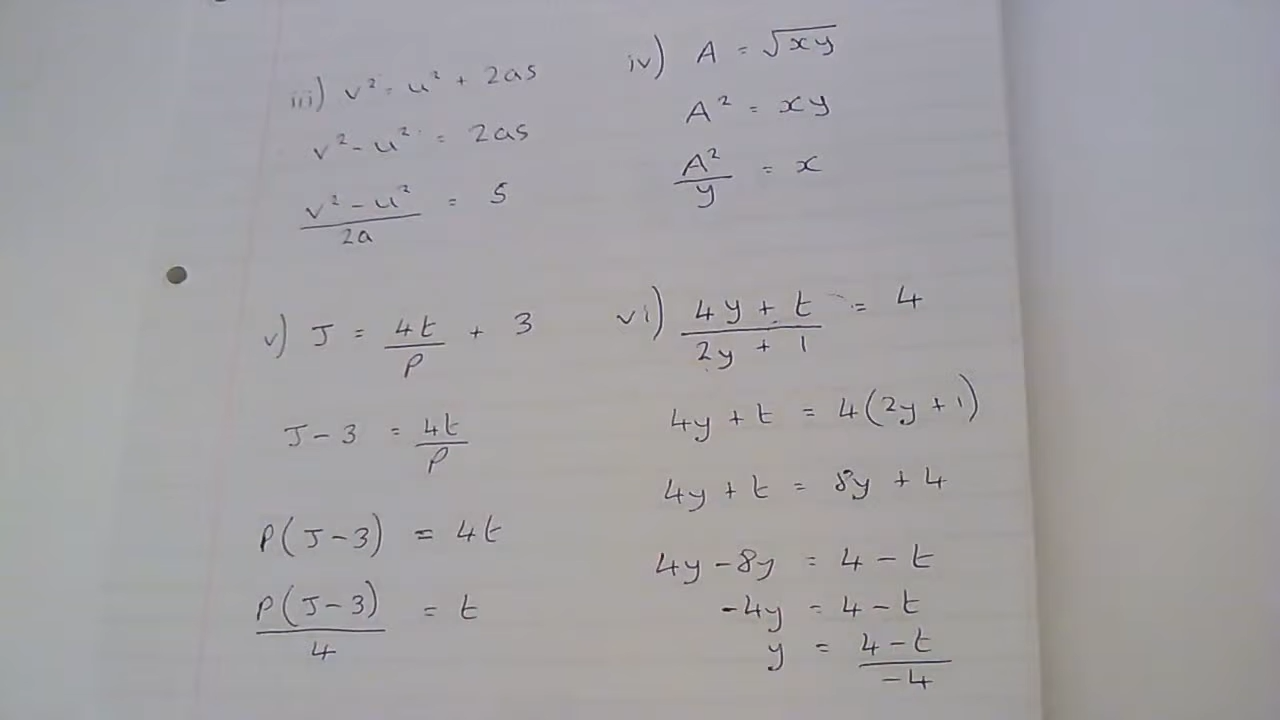 iii) v² = u² + 2as
v² - u² = 2as
v² - u² / 2a = s
iv) A = √xy
A² = xy
A² / y = x
v) J = 4t / P + 3
J - 3 = 4t / P
P(J - 3) = 4t
P(J - 3) / 4 = t
vi) 4y + t / 2y + 1 = 4
4y + t = 4(2y + 1)
4y + t = 8y + 4
4y - 8y = 4 - t
-4y = 4 - t
y = 4 - t / -4